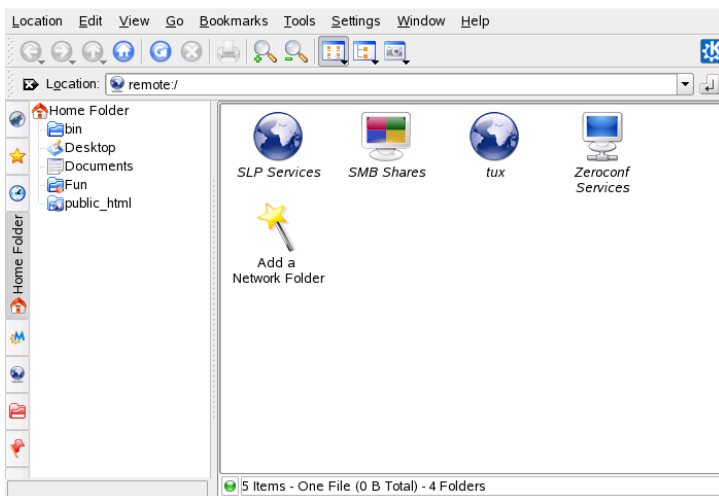 Location Edit View Go Bookmarks Tools Settings Window Help
Location: remote:/
Home Folder
bin
Desktop
Documents
Fun
public_html
Home Folder
SLP Services
SMB Shares
tux
Zeroconf
Services
Add a
Network Folder
5 Items - One File (0 B Total) - 4 Folders